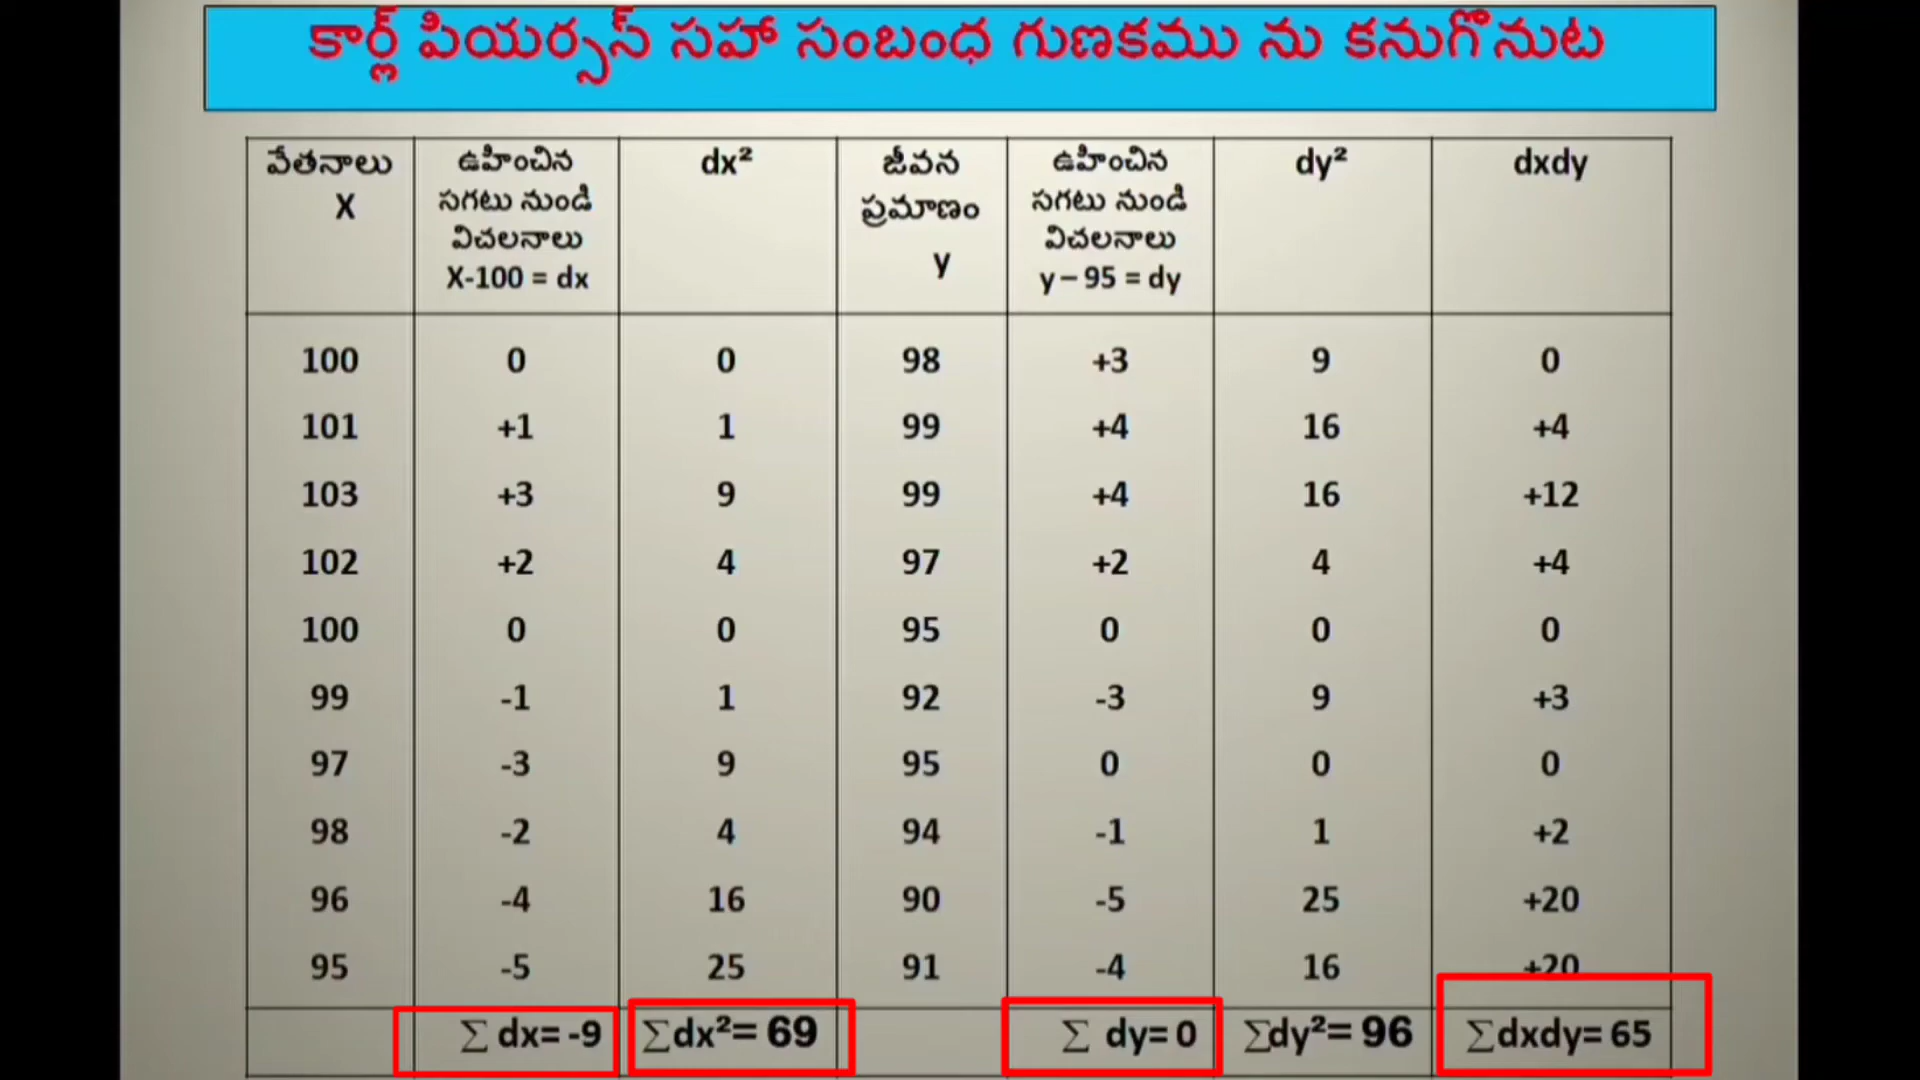 కార్ల్ పియర్సన్ సహా సంబంధ గుణకము ను కనుగొనుట
వేతనాలు X | ఉహించిన సగటు నుండి విచలనాలు X-100 = dx | dx² | జీవన ప్రమాణం y | ఉహించిన సగటు నుండి విచలనాలు y – 95 = dy | dy² | dxdy
100 0 0 98 +3 9 0
101 +1 1 99 +4 16 +4
103 +3 9 99 +4 16 +12
102 +2 4 97 +2 4 +4
100 0 0 95 0 0 0
99 -1 1 92 -3 9 +3
97 -3 9 95 0 0 0
98 -2 4 94 -1 1 +2
96 -4 16 90 -5 25 +20
95 -5 25 91 -4 16 +20
∑ dx= -9 ∑dx²= 69 ∑ dy= 0 ∑dy²= 96 ∑dxdy= 65